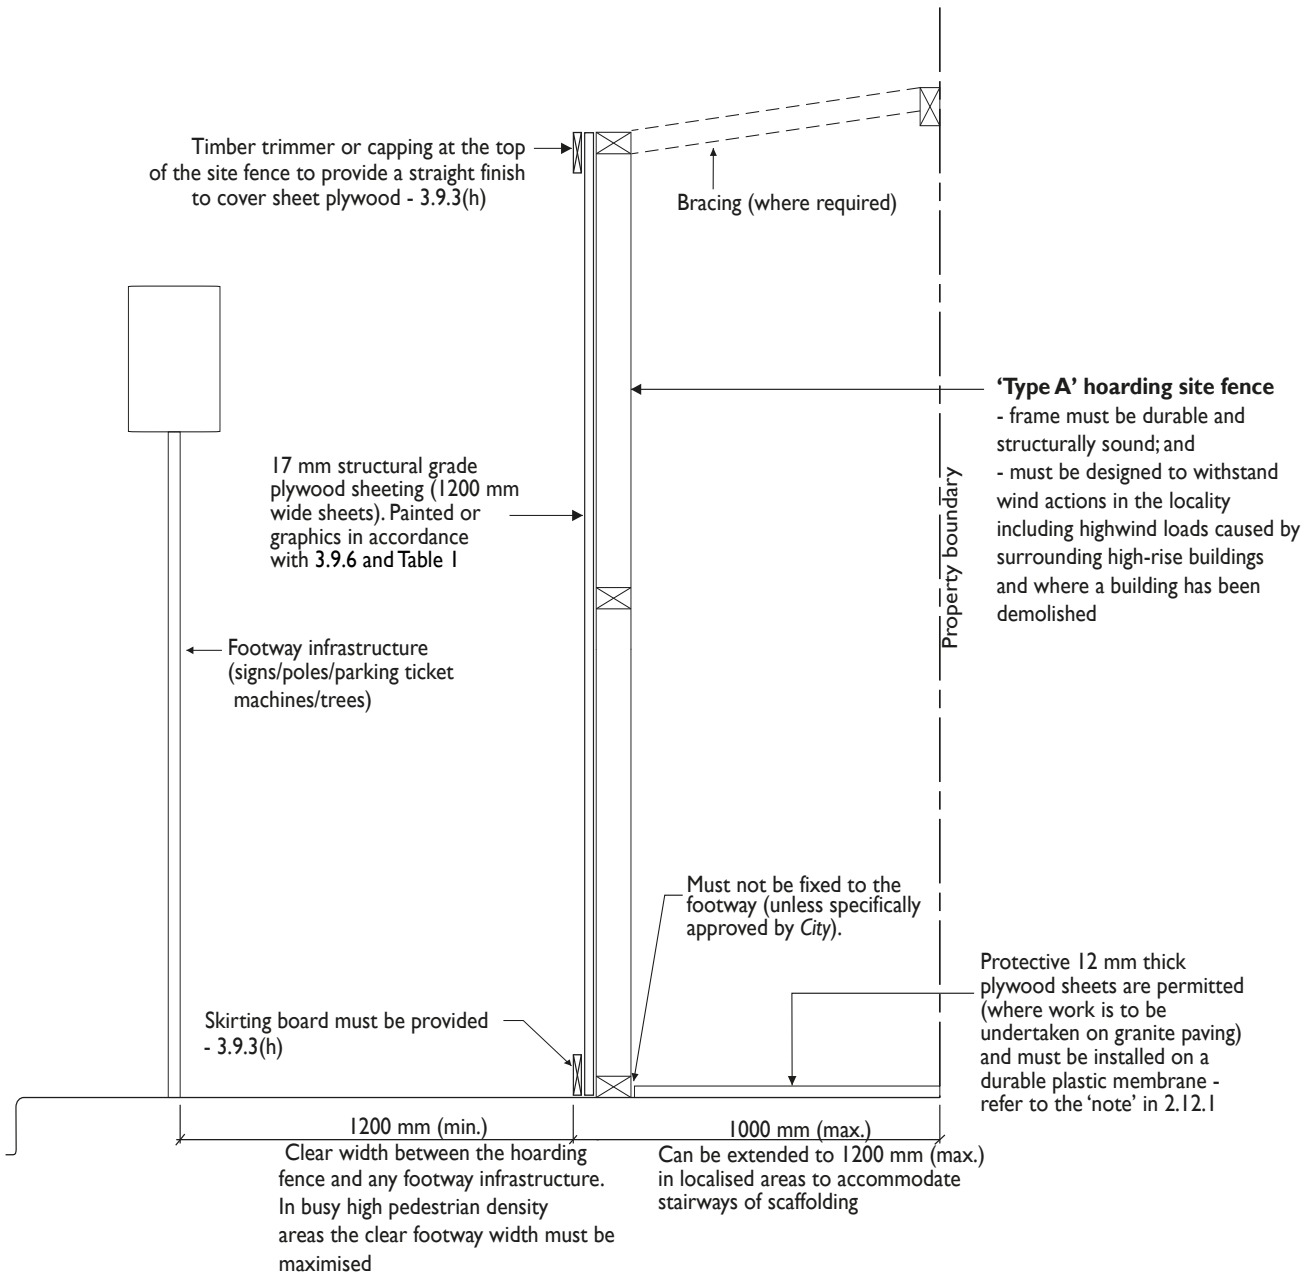 Timber trimmer or capping at the top
of the site fence to provide a straight finish
to cover sheet plywood - 3.9.3(h)
Bracing (where required)
'Type A' hoarding site fence
- frame must be durable and
structurally sound; and
- must be designed to withstand
wind actions in the locality
including highwind loads caused by
surrounding high-rise buildings
and where a building has been
demolished
17 mm structural grade
plywood sheeting (1200 mm
wide sheets). Painted or
graphics in accordance
with 3.9.6 and Table 1
Property boundary
Footway infrastructure
(signs/poles/parking ticket
machines/trees)
Must not be fixed to the
footway (unless specifically
approved by City).
Protective 12 mm thick
plywood sheets are permitted
(where work is to be
undertaken on granite paving)
and must be installed on a
durable plastic membrane -
refer to the 'note' in 2.12.1
Skirting board must be provided
- 3.9.3(h)
1200 mm (min.)
Clear width between the hoarding
fence and any footway infrastructure.
In busy high pedestrian density
areas the clear footway width must be
maximised
1000 mm (max.)
Can be extended to 1200 mm (max.)
in localised areas to accommodate
stairways of scaffolding